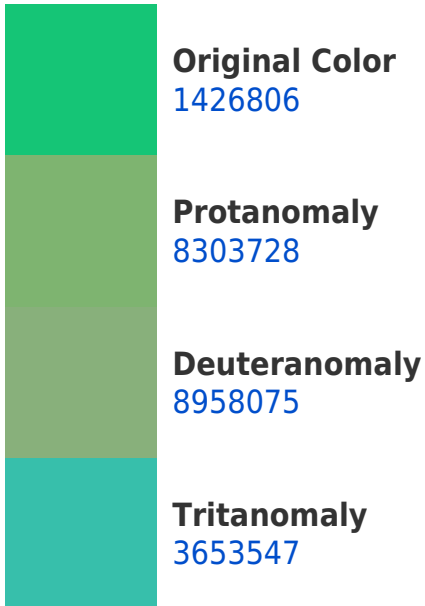 Original Color
1426806
Protanomaly
8303728
Deuteranomaly
8958075
Tritanomaly
3653547